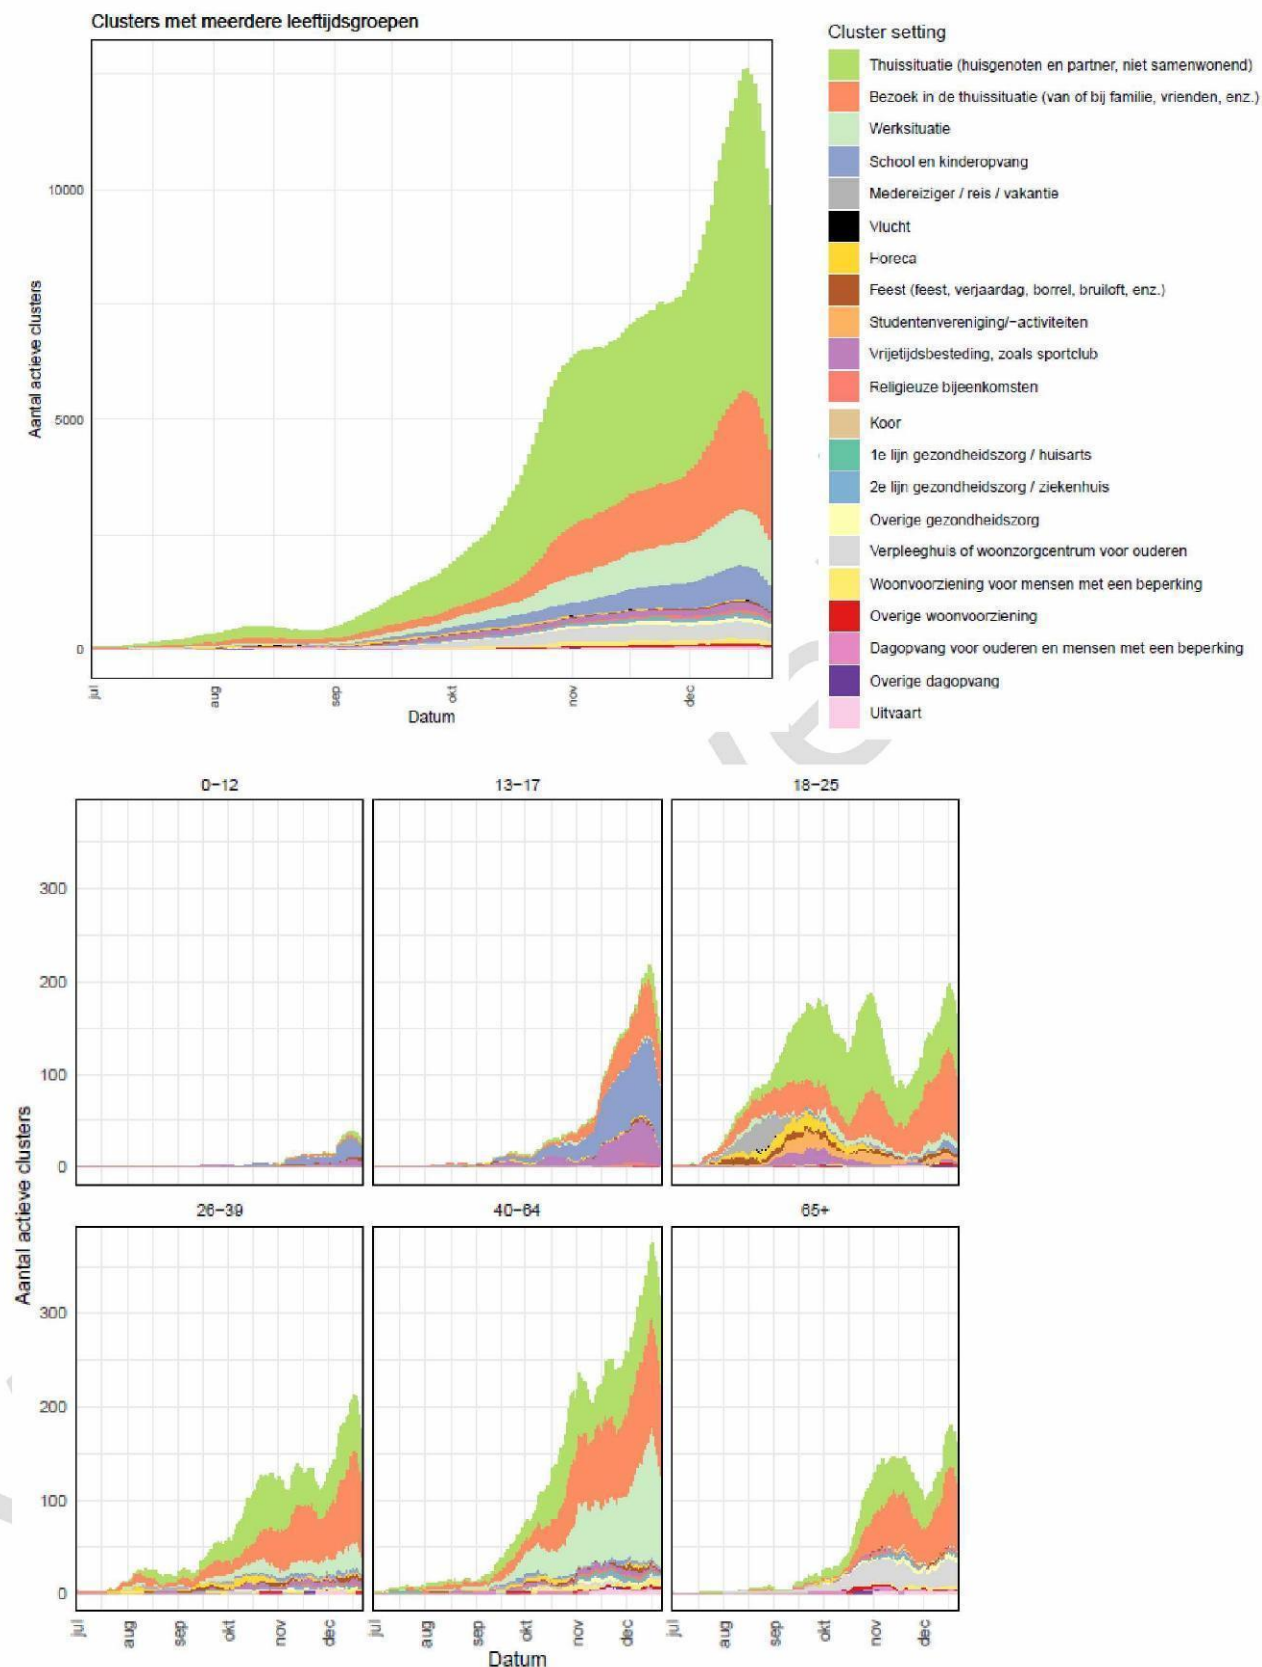 Clusters met meerdere leeftijdsgroepen
Aantal actieve clusters
10000
5000
0
jul
aug
sep
okt
nov
dec
Datum
Cluster setting
Thuissituatie (huisgenoten en partner, niet samenwonend)
Bezoek in de thuissituatie (van of bij familie, vrienden, enz.)
Werksituatie
School en kinderopvang
Medereiziger / reis / vakantie
Vlucht
Horeca
Feest (feest, verjaardag, borrel, bruiloft, enz.)
Studentenvereniging/−activiteiten
Vrijetijdsbesteding, zoals sportclub
Religieuze bijeenkomsten
Koor
1e lijn gezondheidszorg / huisarts
2e lijn gezondheidszorg / ziekenhuis
Overige gezondheidszorg
Verpleeghuis of woonzorgcentrum voor ouderen
Woonvoorziening voor mensen met een beperking
Overige woonvoorziening
Dagopvang voor ouderen en mensen met een beperking
Overige dagopvang
Uitvaart
Aantal actieve clusters
0−12
13−17
18−25
300
200
100
0
26−39
40−64
65+
300
200
100
0
jul
aug
sep
okt
nov
dec
jul
aug
sep
okt
nov
dec
jul
aug
sep
okt
nov
dec
Datum